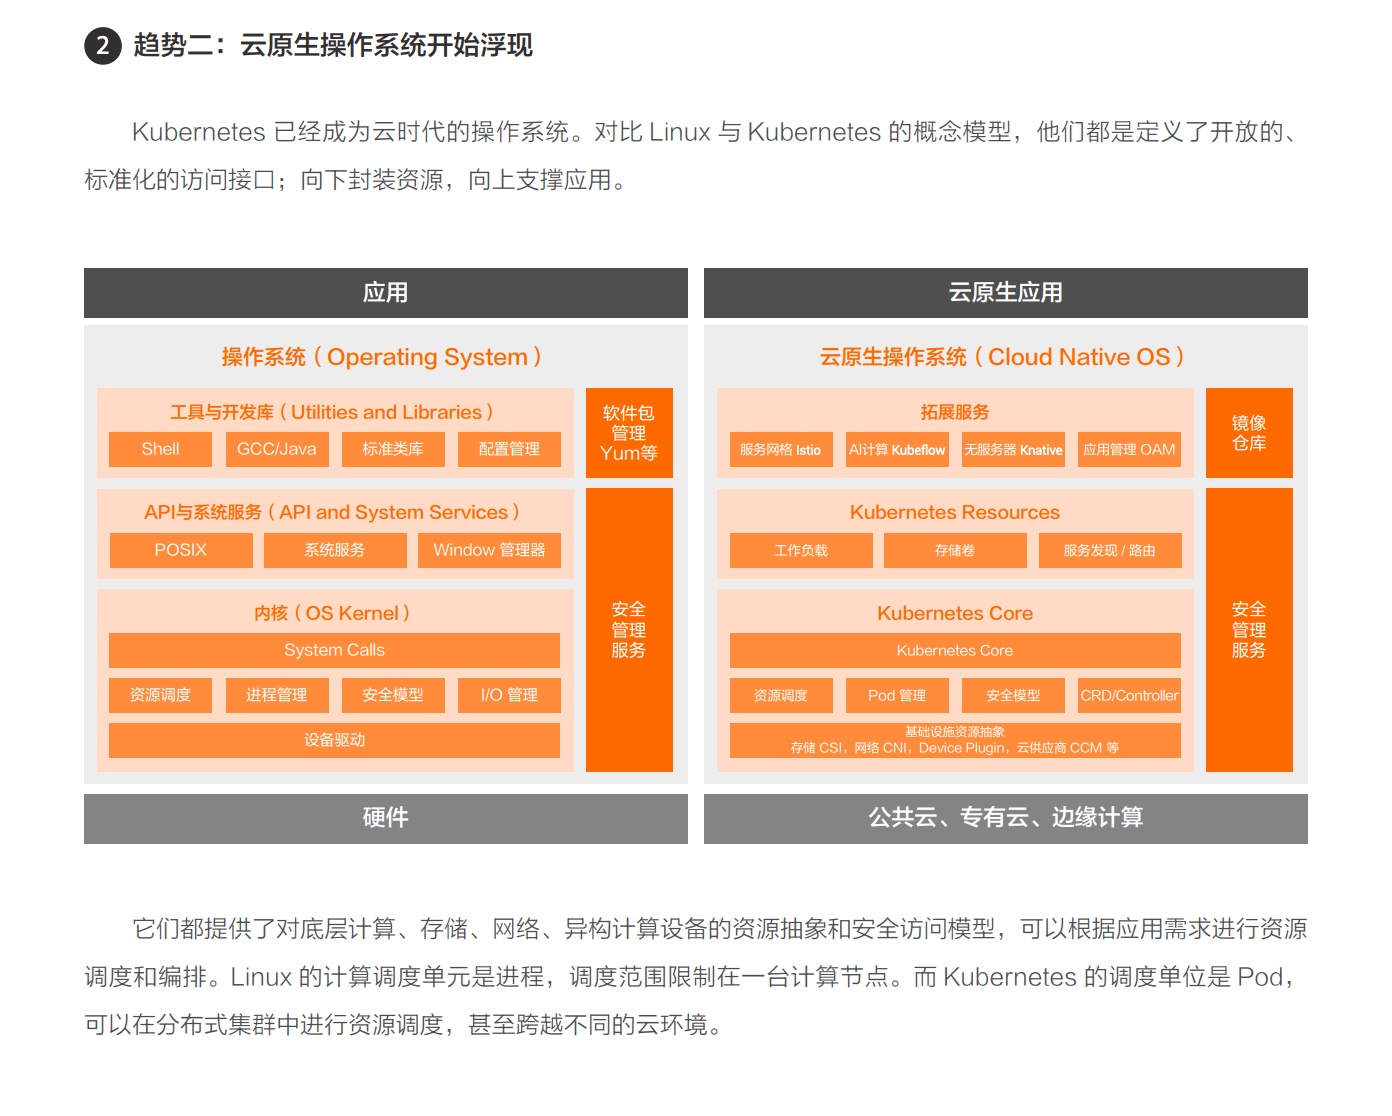 2 趋势二：云原生操作系统开始浮现
Kubernetes 已经成为云时代的操作系统。对比 Linux 与 Kubernetes 的概念模型，他们都是定义了开放的、
标准化的访问接口；向下封装资源，向上支撑应用。
应用
操作系统（Operating System）
工具与开发库（Utilities and Libraries）
Shell
GCC/Java
标准类库
配置管理
软件包
管理
Yum等
API与系统服务（API and System Services）
POSIX
系统服务
Window 管理器
内核（OS Kernel）
System Calls
资源调度
进程管理
安全模型
I/O 管理
设备驱动
安全
管理
服务
硬件
云原生应用
云原生操作系统（Cloud Native OS）
拓展服务
服务网格 Istio
AI计算 Kubeflow
无服务器 Knative
应用管理 OAM
镜像
仓库
Kubernetes Resources
工作负载
存储卷
服务发现 / 路由
Kubernetes Core
Kubernetes Core
资源调度
Pod 管理
安全模型
CRD/Controller
基础设施资源抽象
存储 CSI，网络 CNI，Device Plugin，云供应商 CCM 等
安全
管理
服务
公共云、专有云、边缘计算
它们都提供了对底层计算、存储、网络、异构计算设备的资源抽象和安全访问模型，可以根据应用需求进行资源
调度和编排。Linux 的计算调度单元是进程，调度范围限制在一台计算节点。而 Kubernetes 的调度单位是 Pod，
可以在分布式集群中进行资源调度，甚至跨越不同的云环境。